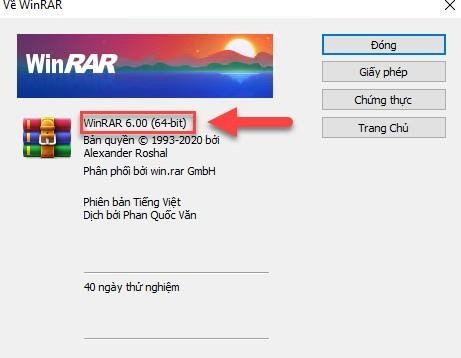 Về WinRAR
WinRAR
Đóng
Giấy phép
Chứng thực
Trang Chủ
WinRAR 6.00 (64-bit)
Bản quyền © 1993-2020 bởi
Alexander Roshal
Phân phối bởi win.rar GmbH
Phiên bản Tiếng Việt
Dịch bởi Phan Quốc Văn
40 ngày thử nghiệm